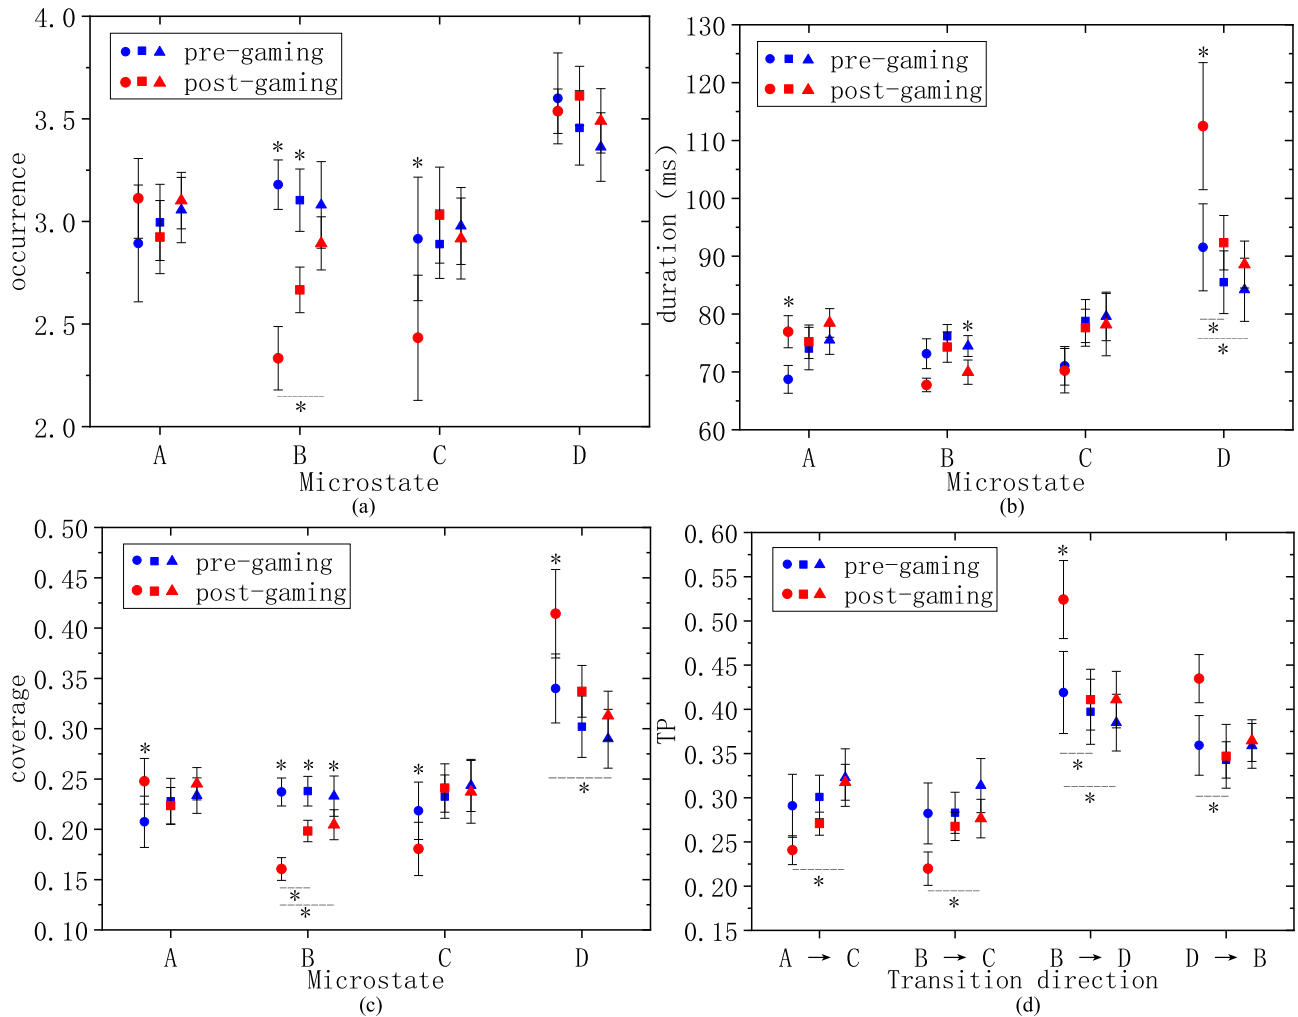 4.0
3.5
3.0
2.5
2.0
occurrence
pre-gaming
post-gaming
* * * *
*
A B C D
Microstate
(a)
130
120
110
100
90
80
70
60
duration (ms)
pre-gaming
post-gaming
*
* *
*
*
A B C D
Microstate
(b)
0.50
0.45
0.40
0.35
0.30
0.25
0.20
0.15
0.10
coverage
pre-gaming
post-gaming
*
* * * * *
*
*
*
A B C D
Microstate
(c)
0.60
0.55
0.50
0.45
0.40
0.35
0.30
0.25
0.20
0.15
TP
pre-gaming
post-gaming
*
*
*
*
*
*
A → C B → C B → D D → B
Transition direction
(d)